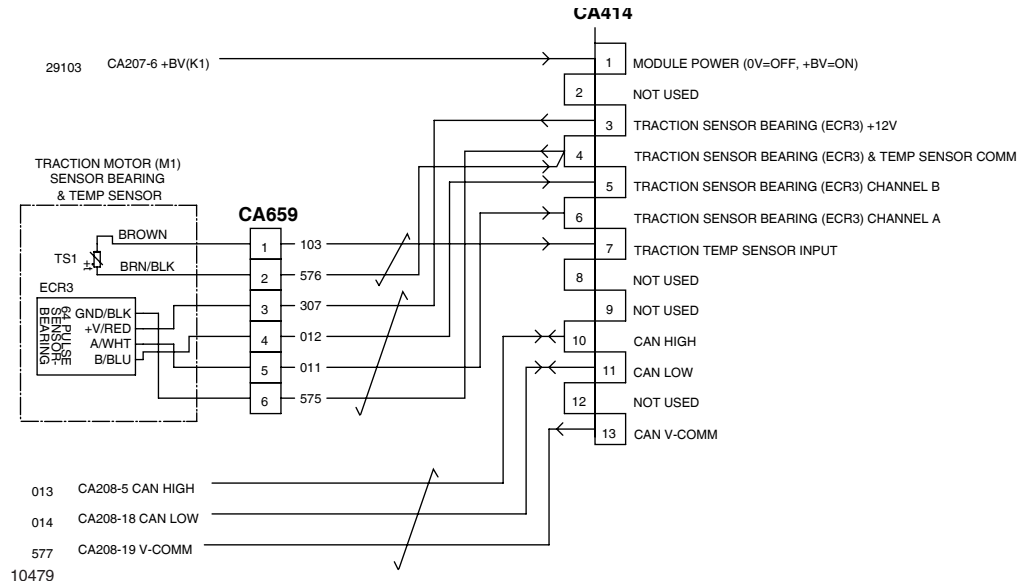 CA414
29103 CA207-6 +BV(K1)
1 MODULE POWER (0V=OFF, +BV=ON)
2 NOT USED
3 TRACTION SENSOR BEARING (ECR3) +12V
4 TRACTION SENSOR BEARING (ECR3) & TEMP SENSOR COMM
5 TRACTION SENSOR BEARING (ECR3) CHANNEL B
6 TRACTION SENSOR BEARING (ECR3) CHANNEL A
7 TRACTION TEMP SENSOR INPUT
8 NOT USED
9 NOT USED
10 CAN HIGH
11 CAN LOW
12 NOT USED
13 CAN V-COMM
TRACTION MOTOR (M1)
SENSOR BEARING
& TEMP SENSOR
CA659
BROWN
1 103
TS1
+t
BRN/BLK
2 576
ECR3
64 PULSE
SENSOR-
BEARING
GND/BLK
3 307
+V/RED
4 012
A/WHT
5 011
B/BLU
6 575
013 CA208-5 CAN HIGH
014 CA208-18 CAN LOW
577 CA208-19 V-COMM
10479